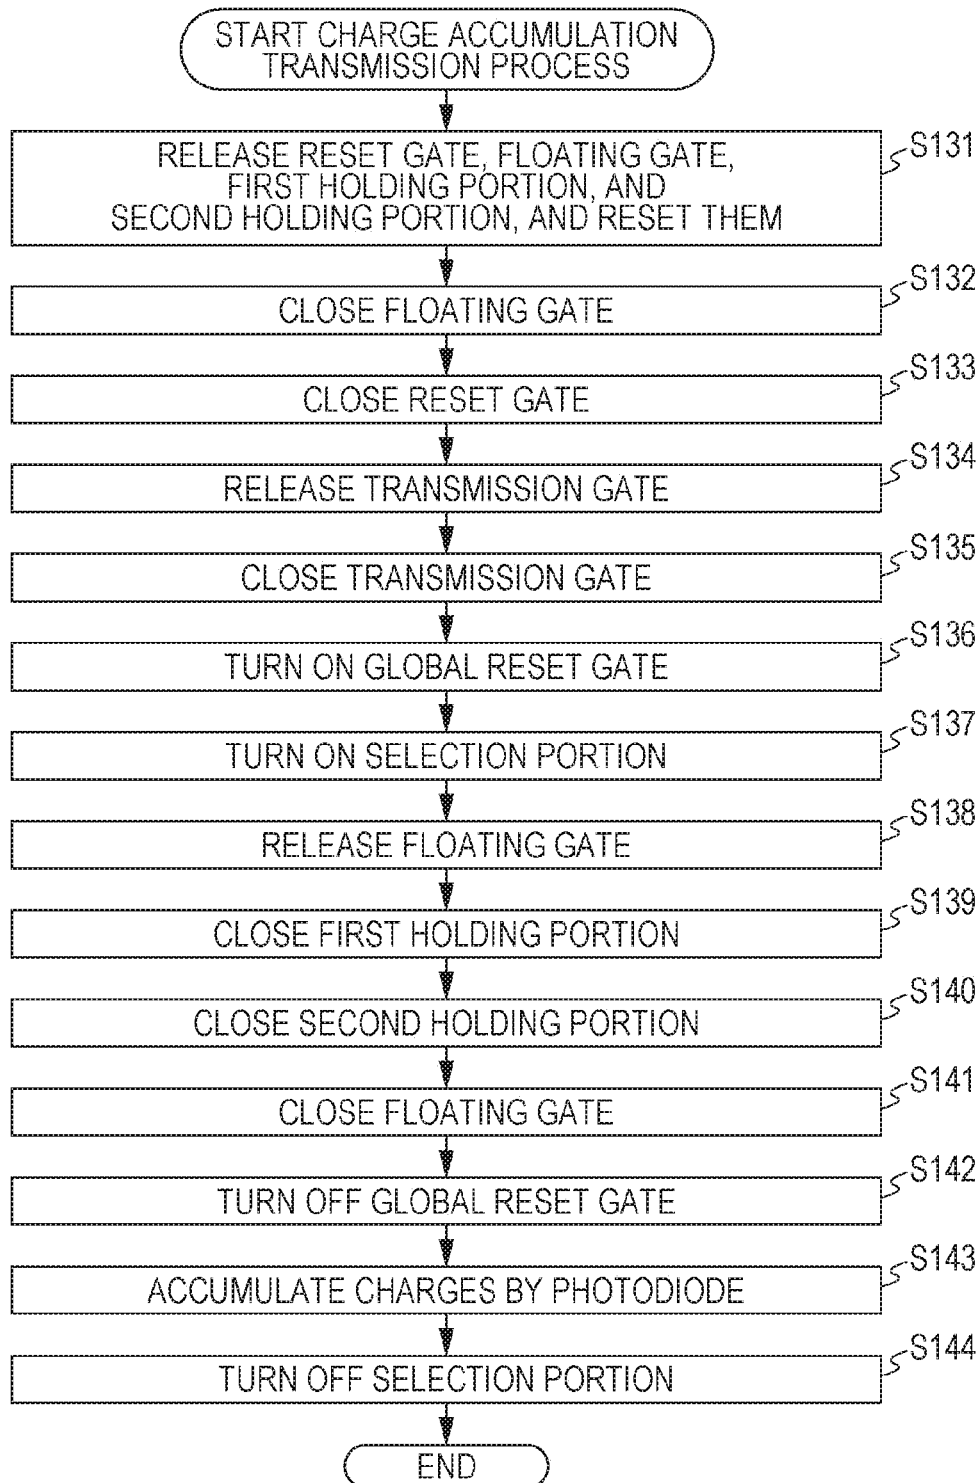 START CHARGE ACCUMULATION
TRANSMISSION PROCESS
S131
RELEASE RESET GATE, FLOATING GATE,
FIRST HOLDING PORTION, AND
SECOND HOLDING PORTION, AND RESET THEM
S132
CLOSE FLOATING GATE
S133
CLOSE RESET GATE
S134
RELEASE TRANSMISSION GATE
S135
CLOSE TRANSMISSION GATE
S136
TURN ON GLOBAL RESET GATE
S137
TURN ON SELECTION PORTION
S138
RELEASE FLOATING GATE
S139
CLOSE FIRST HOLDING PORTION
S140
CLOSE SECOND HOLDING PORTION
S141
CLOSE FLOATING GATE
S142
TURN OFF GLOBAL RESET GATE
S143
ACCUMULATE CHARGES BY PHOTODIODE
S144
TURN OFF SELECTION PORTION
END